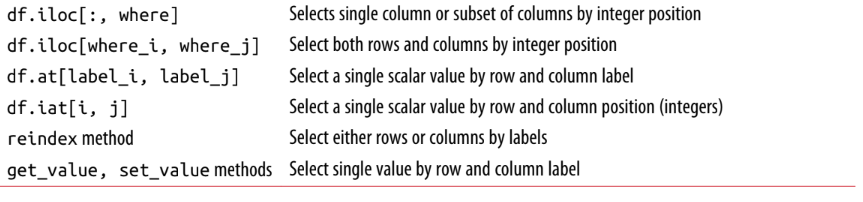 df.iloc[:, where] Selects single column or subset of columns by integer position
df.iloc[where_i, where_j] Select both rows and columns by integer position
df.at[label_i, label_j] Select a single scalar value by row and column label
df.iat[i, j] Select a single scalar value by row and column position (integers)
reindex method Select either rows or columns by labels
get_value, set_value methods Select single value by row and column label